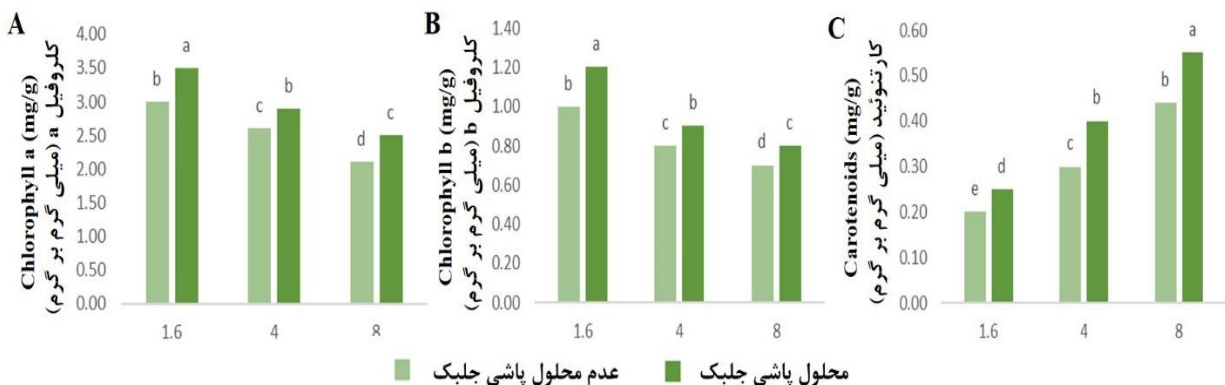 A
Chlorophyll a (mg/g)
کلروفیل a (میلی گرم بر گرم)
4.00
3.50
3.00
2.50
2.00
1.50
1.00
0.50
0.00
b a
c b
d c
1.6 4 8
B
Chlorophyll b (mg/g)
کلروفیل b (میلی گرم بر گرم)
1.40
1.20
1.00
0.80
0.60
0.40
0.20
0.00
b a
c b
d c
1.6 4 8
C
Carotenoids (mg/g)
کارتنوئید (میلی گرم بر گرم)
0.60
0.50
0.40
0.30
0.20
0.10
0.00
e d
c b
b a
1.6 4 8
عدم محلول پاشی جلبک
محلول پاشی جلبک